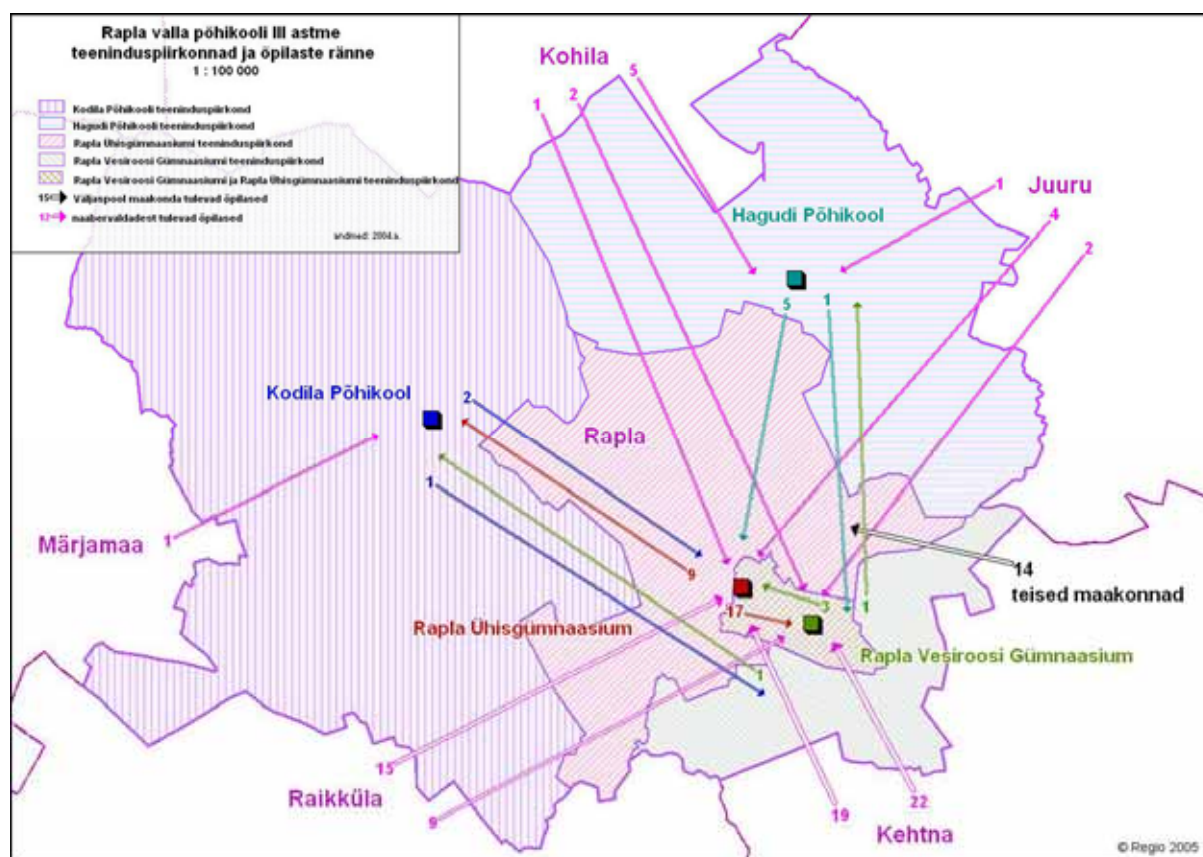 Rapla valla põhikooli III astme
teeninduspiirkonnad ja õpilaste ränne
1 : 100 000
Kodila Põhikooli teeninduspiirkond
Hagudi Põhikooli teeninduspiirkond
Rapla Ühisgümnaasiumi teeninduspiirkond
Rapla Vesiroosi Gümnaasiumi teeninduspiirkond
Rapla Vesiroosi Gümnaasiumi ja Rapla Ühisgümnaasiumi teeninduspiirkond
15 Väljaspool maakonda tulevad õpilased
12 naabervaldadest tulevad õpilased
andmed: 2004.a.
Kohila
5
2
1
Juuru
1
4
2
Hagudi Põhikool
5
1
Kodila Põhikool
2
Rapla
1
Märjamaa
1
9
14
teised maakonnad
17
3
1
Rapla Ühisgümnaasium
Rapla Vesiroosi Gümnaasium
1
15
Raikküla
9
19
22
Kehtna
© Regio 2005